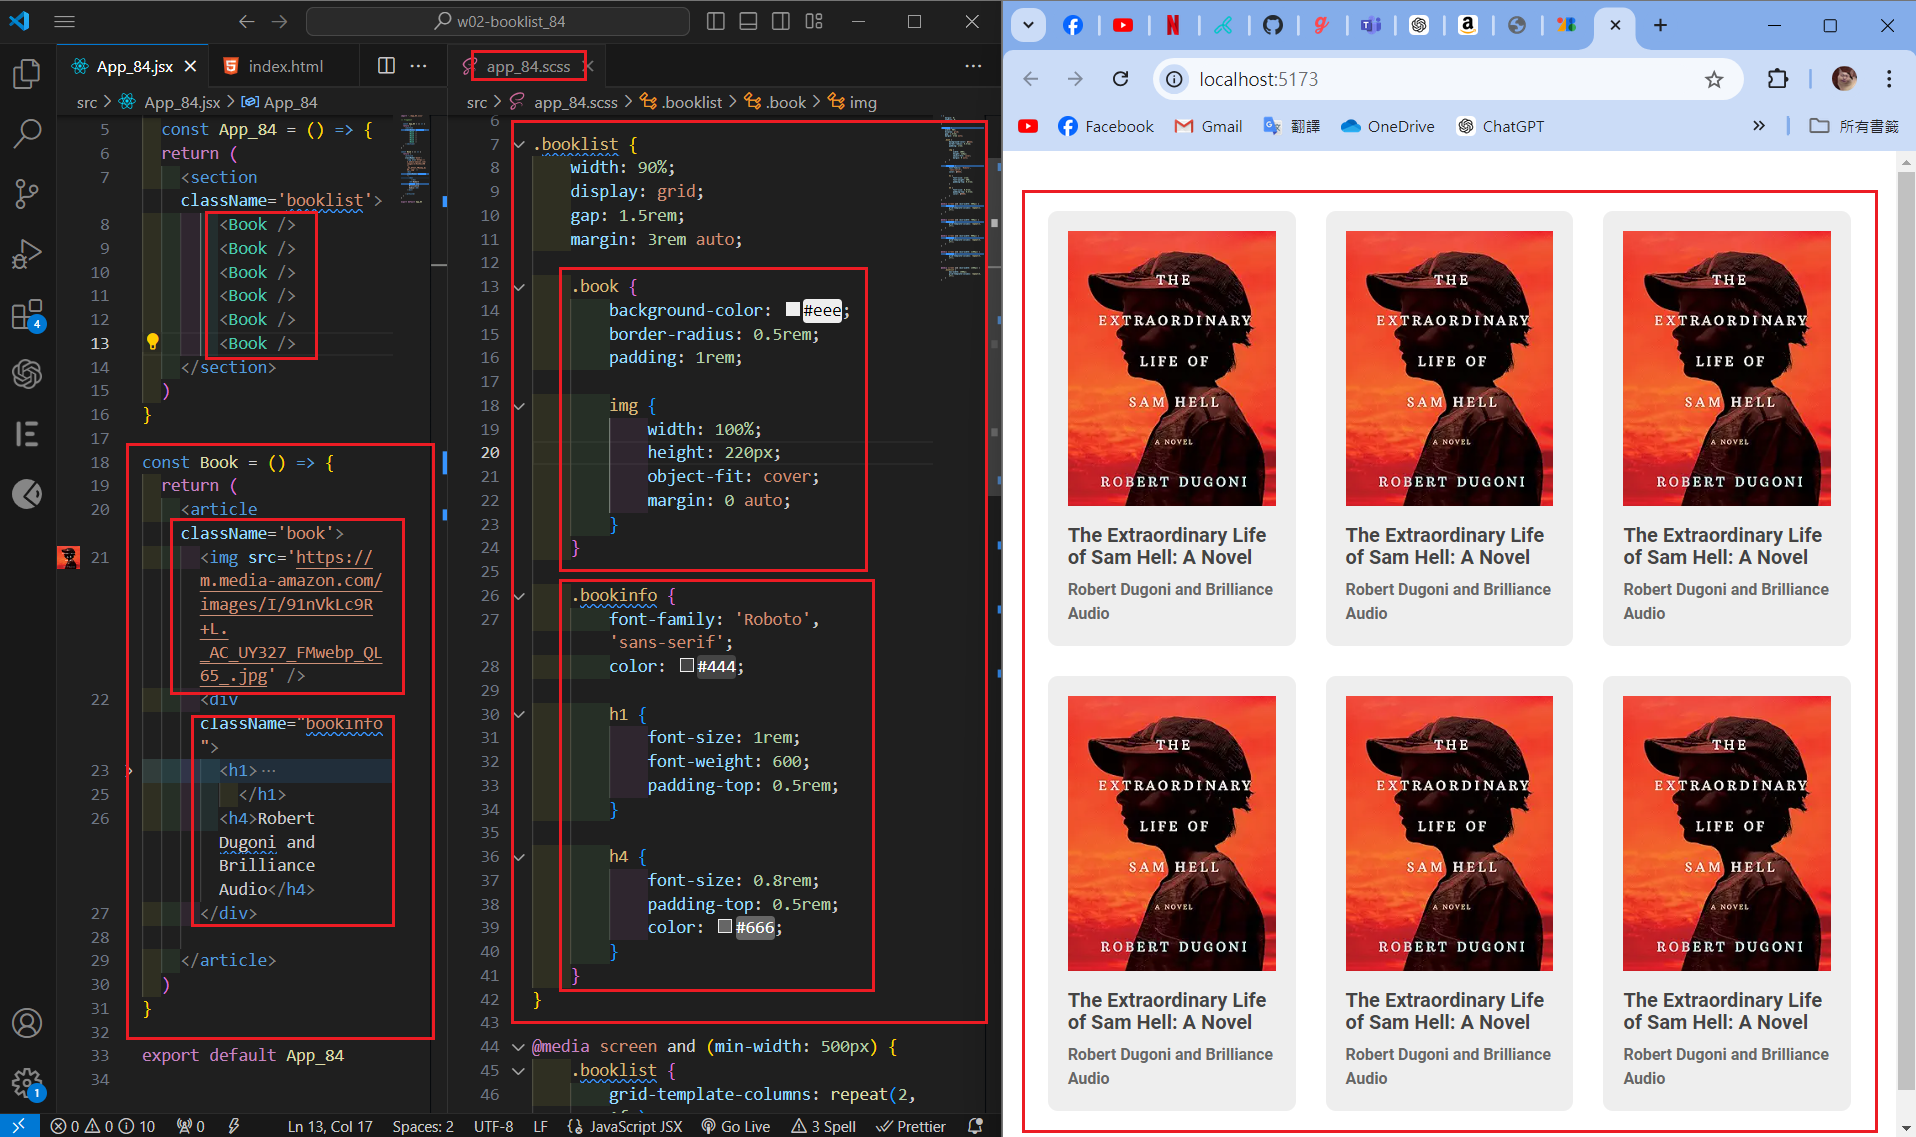 w02-booklist_84
App_84.jsx
index.html
src > App_84.jsx > App_84
5 const App_84 = () => {
6 return (
7 <section
className='booklist'>
8 <Book />
9 <Book />
10 <Book />
11 <Book />
12 <Book />
13 <Book />
14 </section>
15 )
16 }
17
18 const Book = () => {
19 return (
20 <article
className='book'>
21 <img src='https://
m.media-amazon.com/
images/I/91nVkLc9R
+L.
_AC_UY327_FMwebp_QL
65_.jpg' />
22 <div
className="bookinfo
">
23 <h1>…
25 </h1>
26 <h4>Robert
Dugoni and
Brilliance
Audio</h4>
27 </div>
28
29 </article>
30 )
31 }
32
33 export default App_84
34
app_84.scss
src > app_84.scss > .booklist > .book > img
6
7 .booklist {
8 width: 90%;
9 display: grid;
10 gap: 1.5rem;
11 margin: 3rem auto;
12
13 .book {
14 background-color: #eee;
15 border-radius: 0.5rem;
16 padding: 1rem;
17
18 img {
19 width: 100%;
20 height: 220px;
21 object-fit: cover;
22 margin: 0 auto;
23 }
24 }
25
26 .bookinfo {
27 font-family: 'Roboto',
'sans-serif';
28 color: #444;
29
30 h1 {
31 font-size: 1rem;
32 font-weight: 600;
33 padding-top: 0.5rem;
34 }
35
36 h4 {
37 font-size: 0.8rem;
38 padding-top: 0.5rem;
39 color: #666;
40 }
41 }
42 }
43
44 @media screen and (min-width: 500px) {
45 .booklist {
46 grid-template-columns: repeat(2,
4
1
0 0 10 0 Ln 13, Col 17 Spaces: 2 UTF-8 LF JavaScript JSX Go Live 3 Spell Prettier
localhost:5173
Facebook Gmail 翻譯 OneDrive ChatGPT » 所有書籤
THE
EXTRAORDINARY
LIFE OF
SAM HELL
A NOVEL
ROBERT DUGONI
The Extraordinary Life
of Sam Hell: A Novel
Robert Dugoni and Brilliance
Audio
THE
EXTRAORDINARY
LIFE OF
SAM HELL
A NOVEL
ROBERT DUGONI
The Extraordinary Life
of Sam Hell: A Novel
Robert Dugoni and Brilliance
Audio
THE
EXTRAORDINARY
LIFE OF
SAM HELL
A NOVEL
ROBERT DUGONI
The Extraordinary Life
of Sam Hell: A Novel
Robert Dugoni and Brilliance
Audio
THE
EXTRAORDINARY
LIFE OF
SAM HELL
A NOVEL
ROBERT DUGONI
The Extraordinary Life
of Sam Hell: A Novel
Robert Dugoni and Brilliance
Audio
THE
EXTRAORDINARY
LIFE OF
SAM HELL
A NOVEL
ROBERT DUGONI
The Extraordinary Life
of Sam Hell: A Novel
Robert Dugoni and Brilliance
Audio
THE
EXTRAORDINARY
LIFE OF
SAM HELL
A NOVEL
ROBERT DUGONI
The Extraordinary Life
of Sam Hell: A Novel
Robert Dugoni and Brilliance
Audio